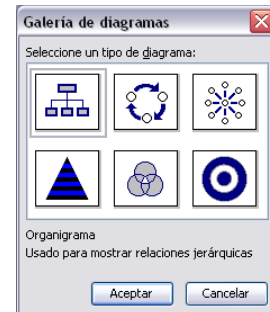 Galería de diagramas
Seleccione un tipo de diagrama:
Organigrama
Usado para mostrar relaciones jerárquicas
Aceptar
Cancelar